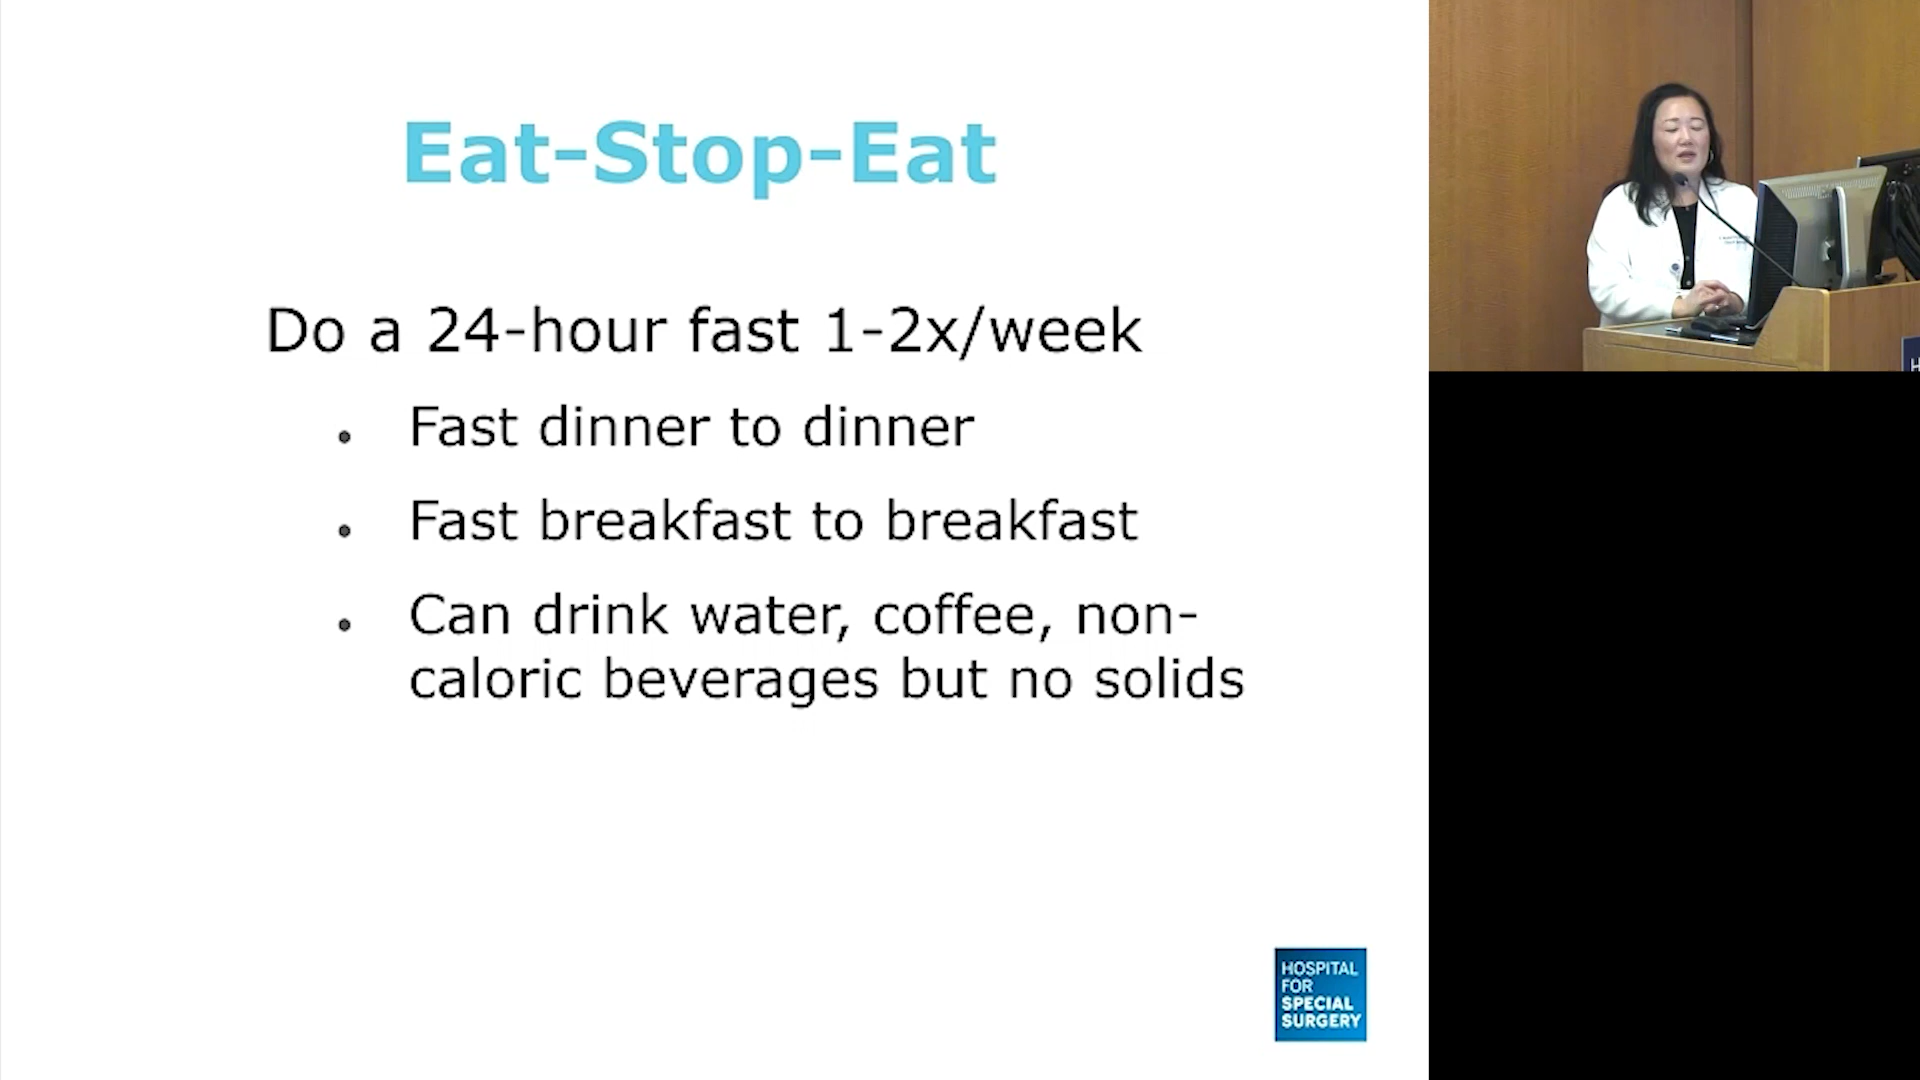 Eat-Stop-Eat
Do a 24-hour fast 1-2x/week
• Fast dinner to dinner
• Fast breakfast to breakfast
• Can drink water, coffee, non-
caloric beverages but no solids
HOSPITAL
FOR
SPECIAL
SURGERY